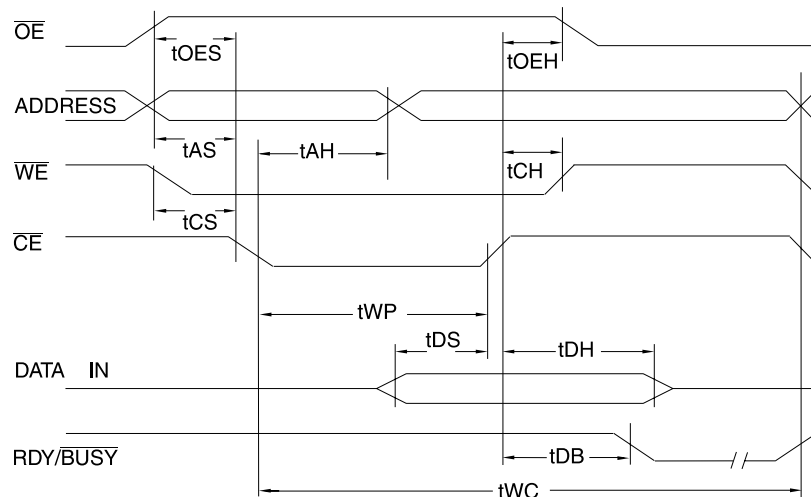 OE
tOES
tOEH
ADDRESS
tAS
tAH
WE
tCH
tCS
CE
tWP
tDS
tDH
DATA IN
RDY/BUSY
tDB
tWC